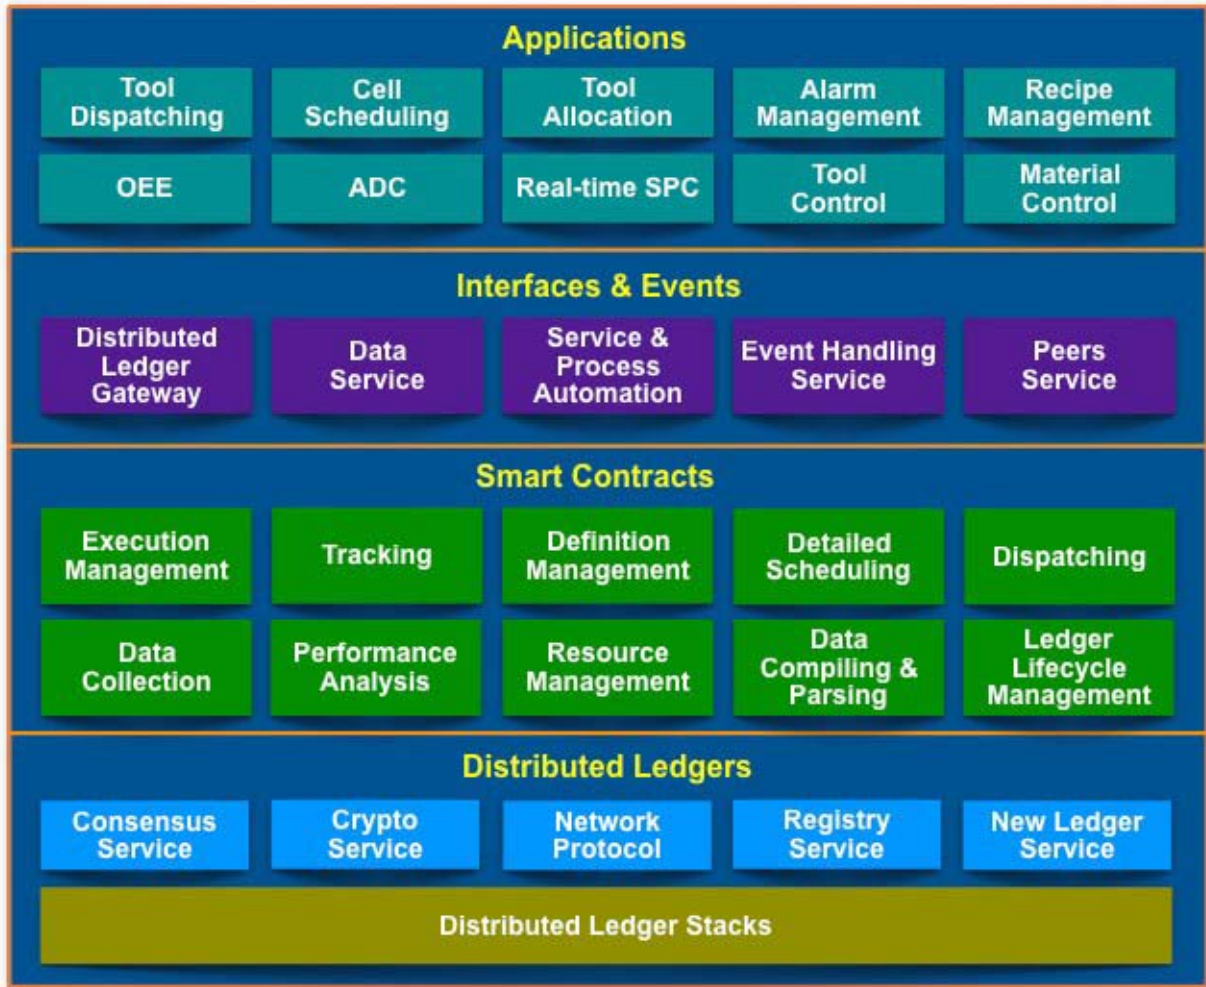 Applications
Tool
Dispatching
Cell
Scheduling
Tool
Allocation
Alarm
Management
Recipe
Management
OEE
ADC
Real-time SPC
Tool
Control
Material
Control
Interfaces & Events
Distributed
Ledger
Gateway
Data
Service
Service &
Process
Automation
Event Handling
Service
Peers
Service
Smart Contracts
Execution
Management
Tracking
Definition
Management
Detailed
Scheduling
Dispatching
Data
Collection
Performance
Analysis
Resource
Management
Data
Compiling &
Parsing
Ledger
Lifecycle
Management
Distributed Ledgers
Consensus
Service
Crypto
Service
Network
Protocol
Registry
Service
New Ledger
Service
Distributed Ledger Stacks